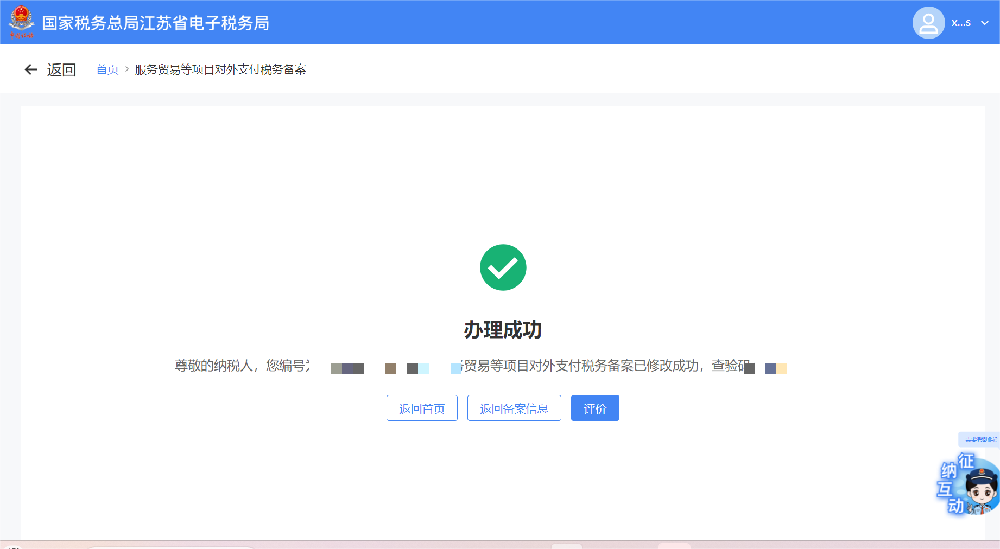 国家税务总局江苏省电子税务局
x...s
返回 首页 > 服务贸易等项目对外支付税务备案
办理成功
尊敬的纳税人，您编号 贸易等项目对外支付税务备案已修改成功，查验码
返回首页 返回备案信息 评价
需要帮助吗？
征纳互动